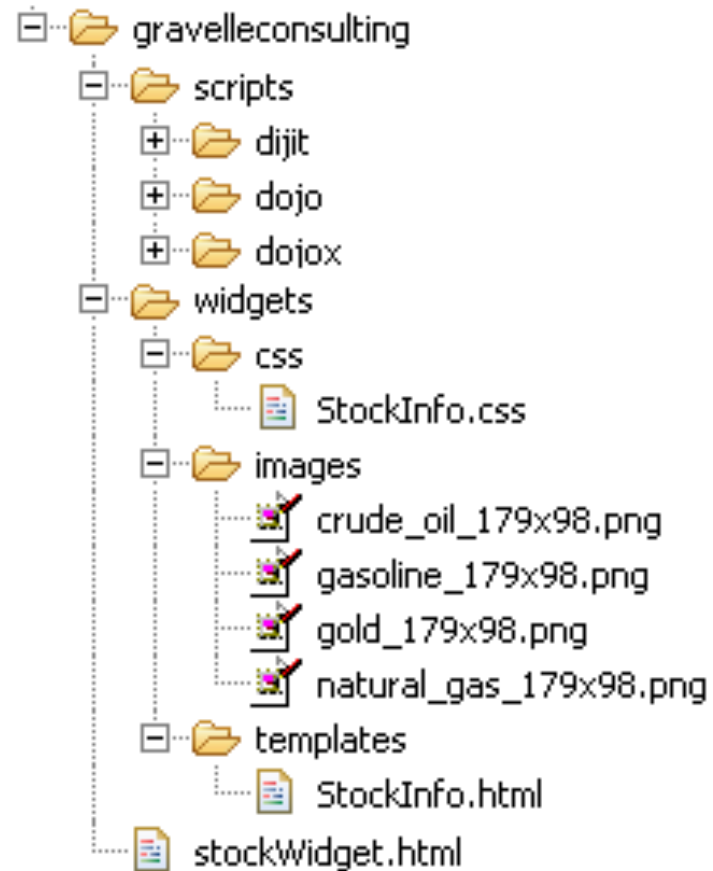 gravelleconsulting
scripts
dijit
dojo
dojox
widgets
css
StockInfo.css
images
crude_oil_179x98.png
gasoline_179x98.png
gold_179x98.png
natural_gas_179x98.png
templates
StockInfo.html
stockWidget.html